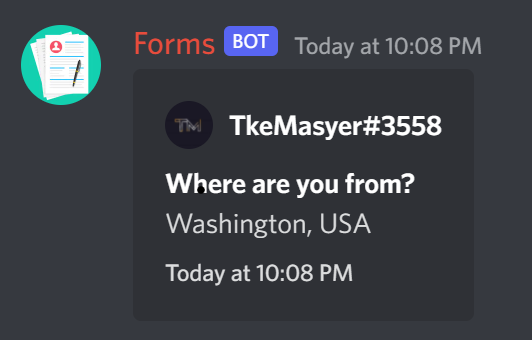 Forms BOT Today at 10:08 PM
TM TkeMasyer#3558
Where are you from?
Washington, USA
Today at 10:08 PM